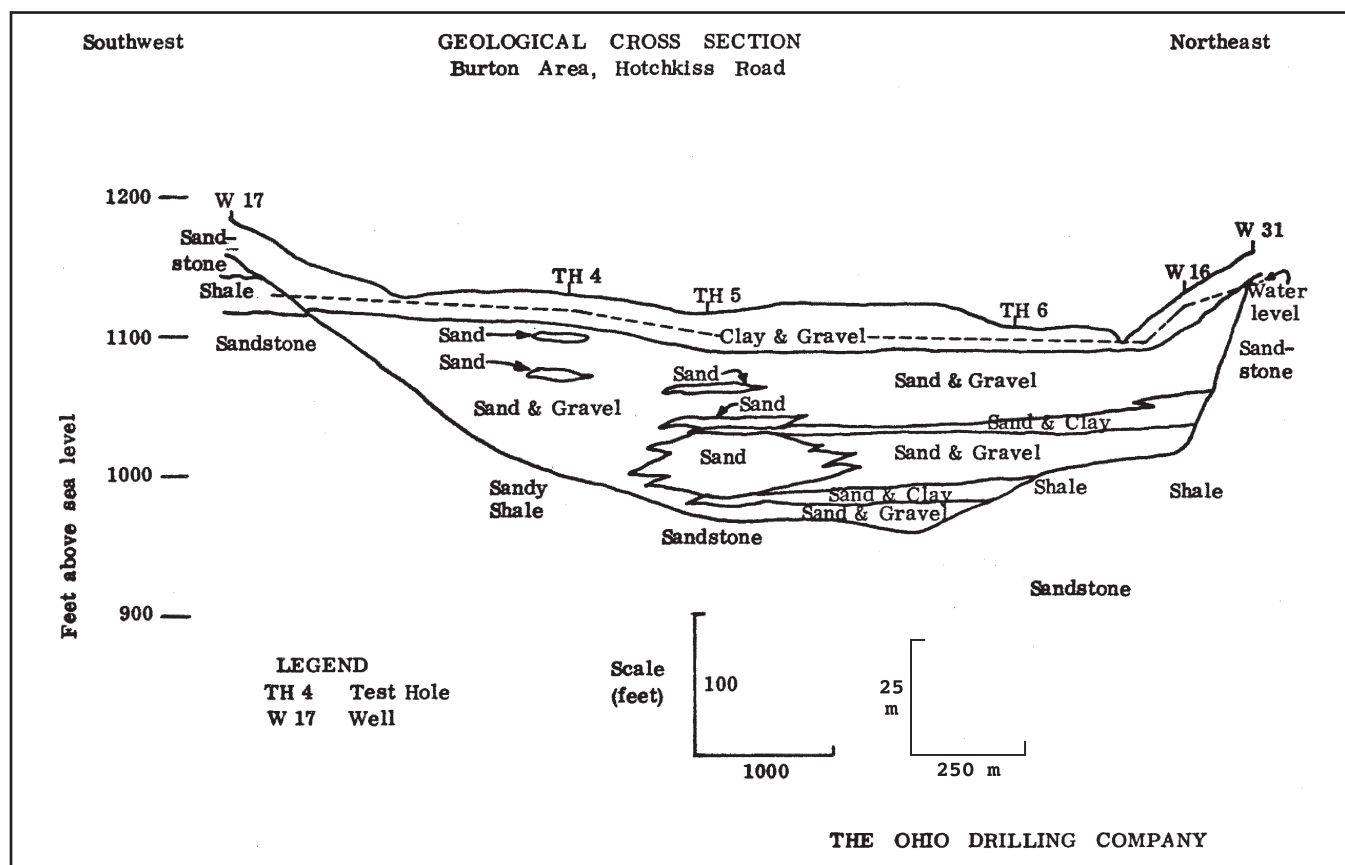 Southwest
GEOLOGICAL CROSS SECTION
Northeast
Burton Area, Hotchkiss Road
1200
W 17
W 31
Sand-
stone
Shale
TH 4
TH 5
TH 6
W 16
Water
level
1100
Sandstone
Sand
Clay & Gravel
Sand
Sand
Sand & Gravel
Sand-
stone
Sand & Gravel
Sand
Sand & Clay
Sand
Sand & Gravel
1000
Sandy
Shale
Sand & Clay
Shale
Shale
Sand & Gravel
Sandstone
Sandstone
900
Feet above sea level
LEGEND
TH 4 Test Hole
W 17 Well
Scale
(feet)
100
1000
25
m
250 m
THE OHIO DRILLING COMPANY